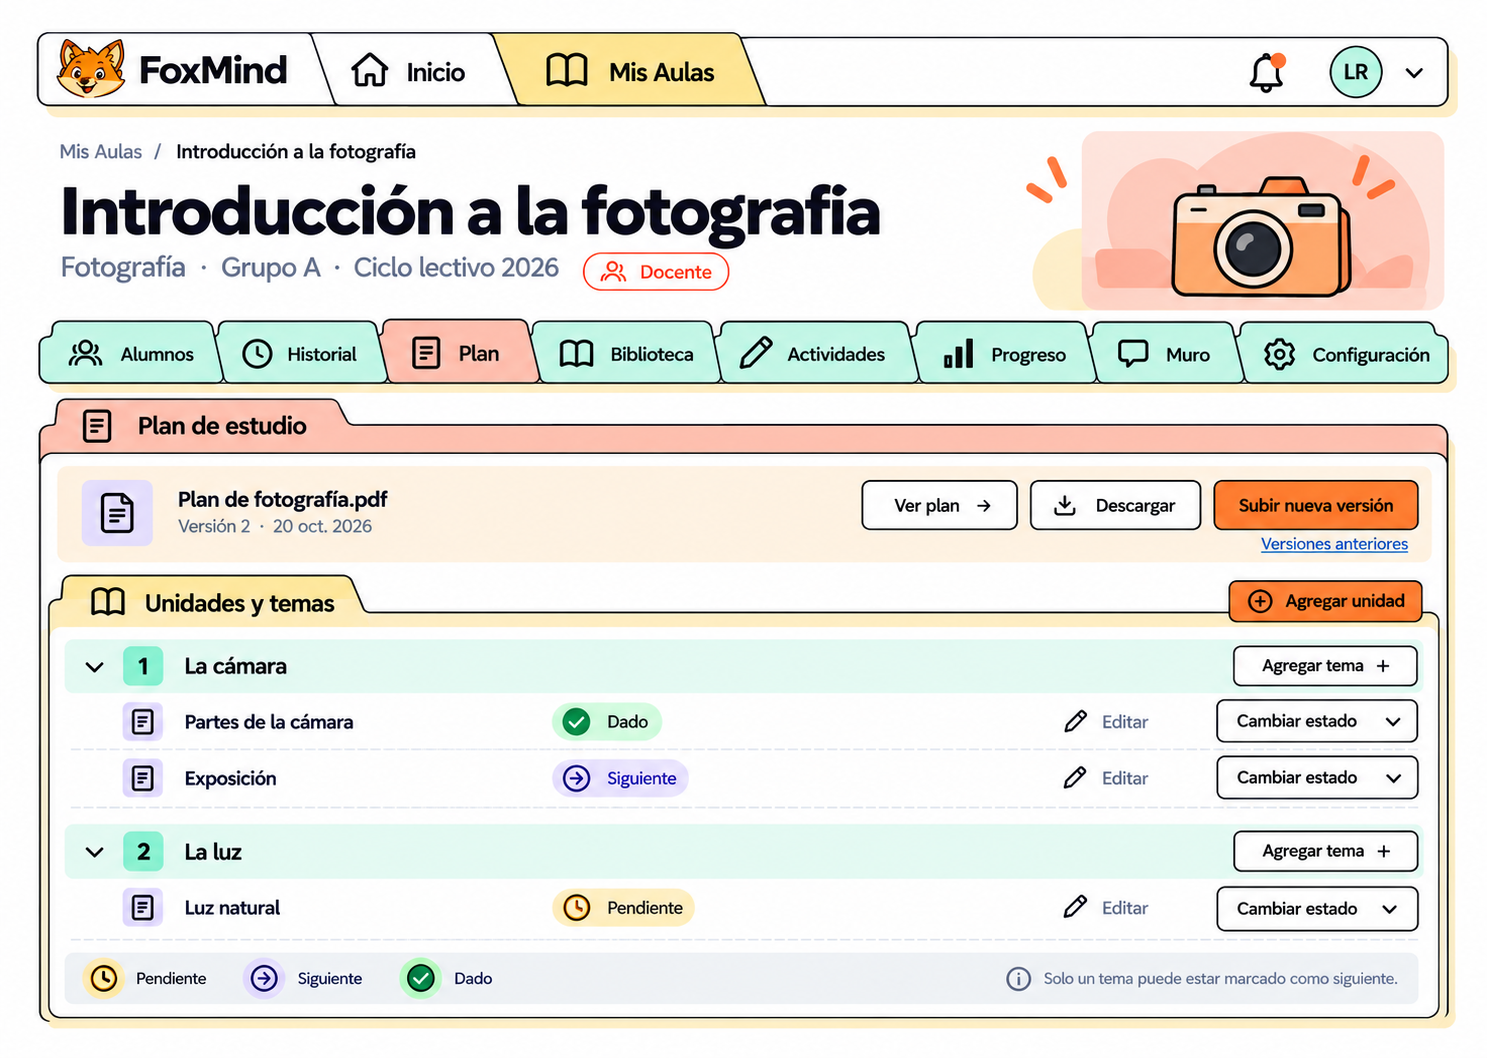 FoxMind Inicio Mis Aulas LR
Mis Aulas / Introducción a la fotografía
Introducción a la fotografía
Fotografía · Grupo A · Ciclo lectivo 2026 Docente
Alumnos Historial Plan Biblioteca Actividades Progreso Muro Configuración
Plan de estudio
Plan de fotografía.pdf
Versión 2 · 20 oct. 2026
Ver plan → Descargar Subir nueva versión
Versiones anteriores
Unidades y temas Agregar unidad
1 La cámara Agregar tema +
Partes de la cámara Dado Editar Cambiar estado
Exposición Siguiente Editar Cambiar estado
2 La luz Agregar tema +
Luz natural Pendiente Editar Cambiar estado
Pendiente Siguiente Dado Solo un tema puede estar marcado como siguiente.